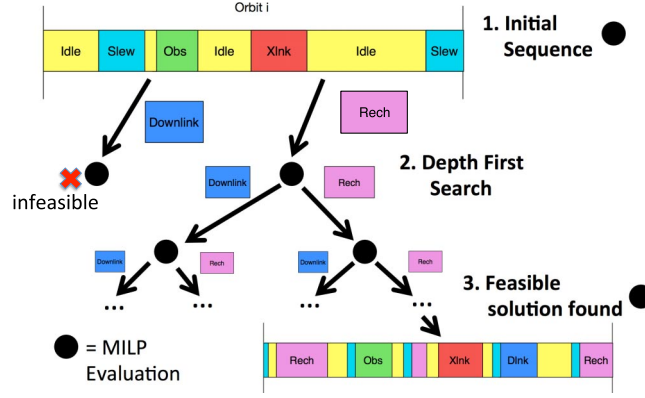 Orbit i
Idle Slew Obs Idle Xlnk Idle Slew
1. Initial
Sequence
Downlink
Rech
infeasible
Downlink
Rech
2. Depth First
Search
Downlink
Rech
Downlink
Rech
...
...
...
...
3. Feasible
solution found
= MILP
Evaluation
Rech Obs Xlnk Dlnk Rech